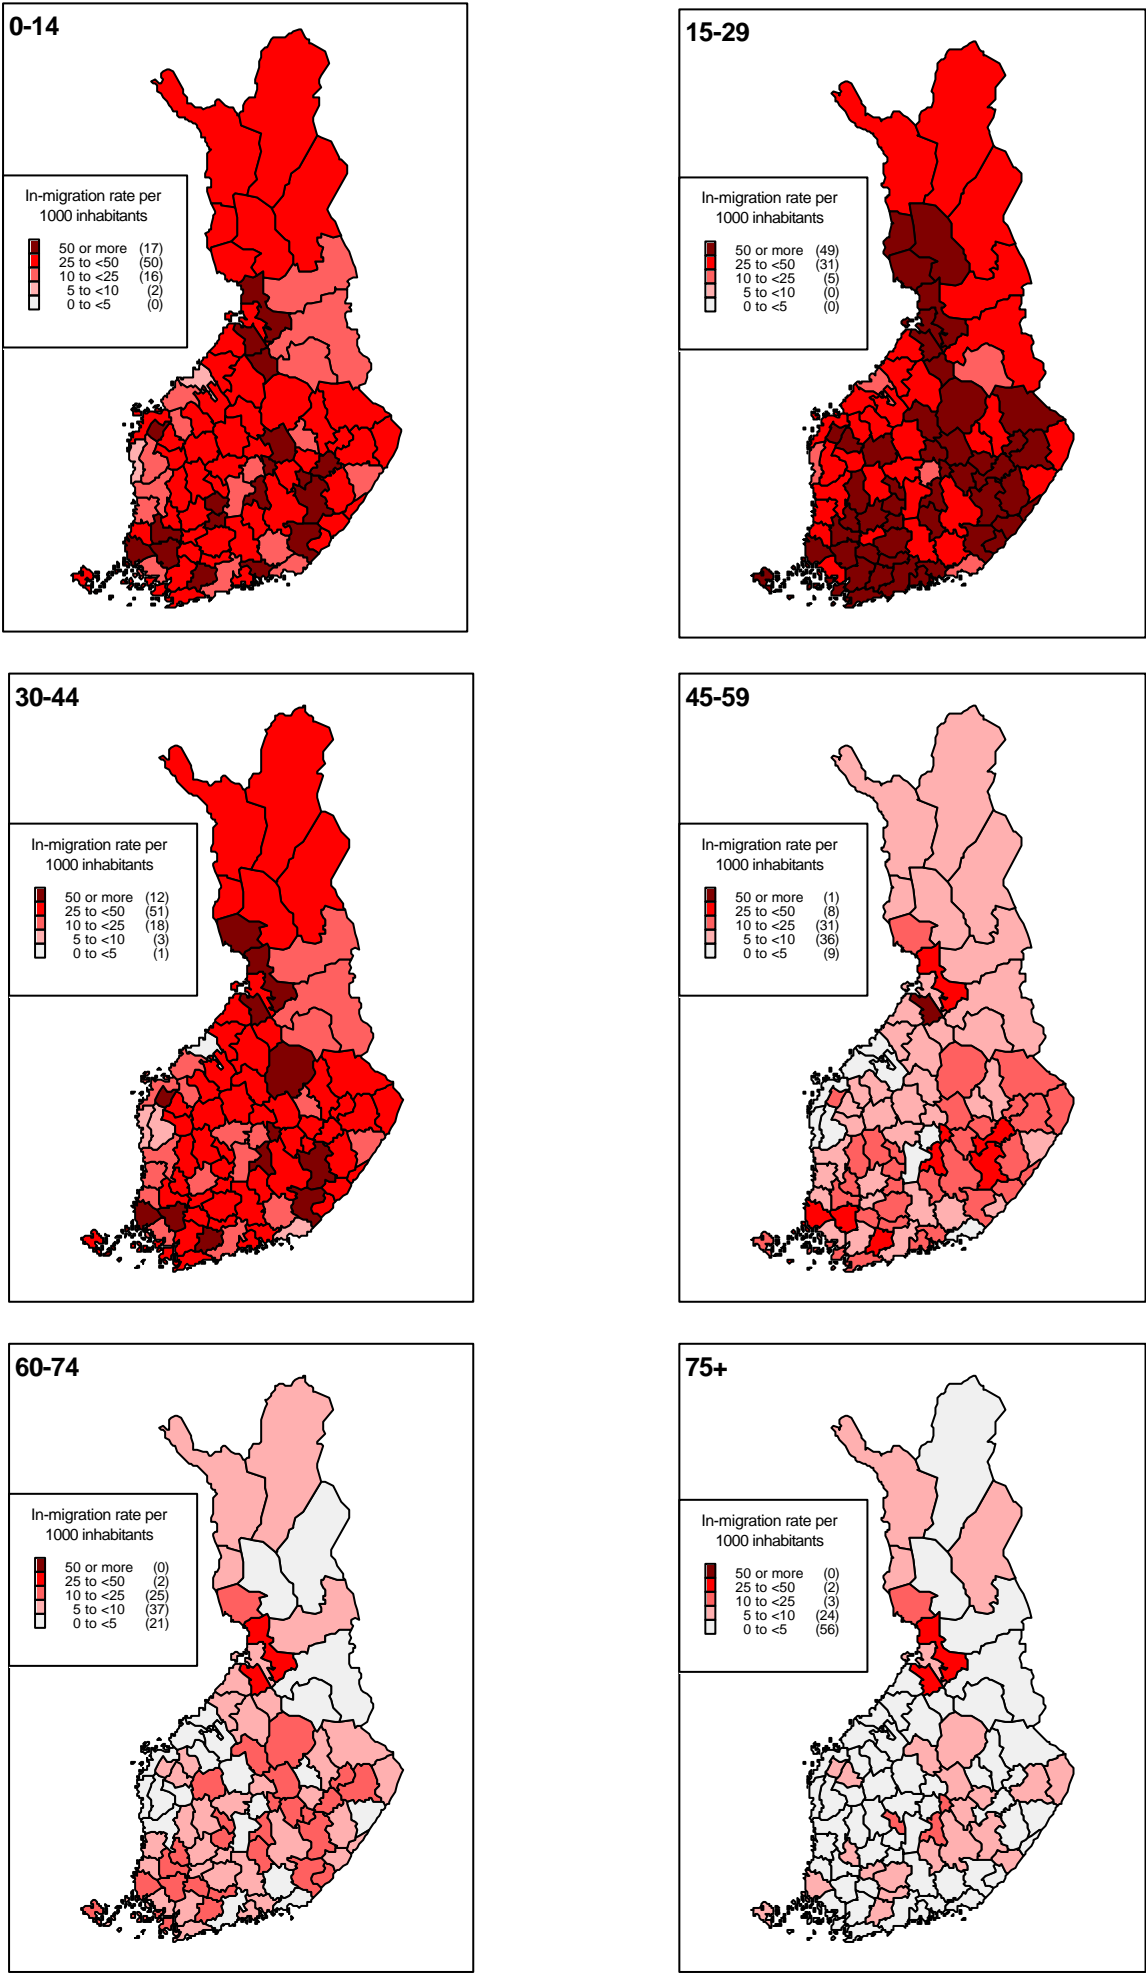 0-14
In-migration rate per
1000 inhabitants
50 or more (17)
25 to <50 (50)
10 to <25 (16)
5 to <10 (2)
0 to <5 (0)
15-29
In-migration rate per
1000 inhabitants
50 or more (49)
25 to <50 (31)
10 to <25 (5)
5 to <10 (0)
0 to <5 (0)
30-44
In-migration rate per
1000 inhabitants
50 or more (12)
25 to <50 (51)
10 to <25 (18)
5 to <10 (3)
0 to <5 (1)
45-59
In-migration rate per
1000 inhabitants
50 or more (1)
25 to <50 (8)
10 to <25 (31)
5 to <10 (36)
0 to <5 (9)
60-74
In-migration rate per
1000 inhabitants
50 or more (0)
25 to <50 (2)
10 to <25 (25)
5 to <10 (37)
0 to <5 (21)
75+
In-migration rate per
1000 inhabitants
50 or more (0)
25 to <50 (2)
10 to <25 (3)
5 to <10 (24)
0 to <5 (56)